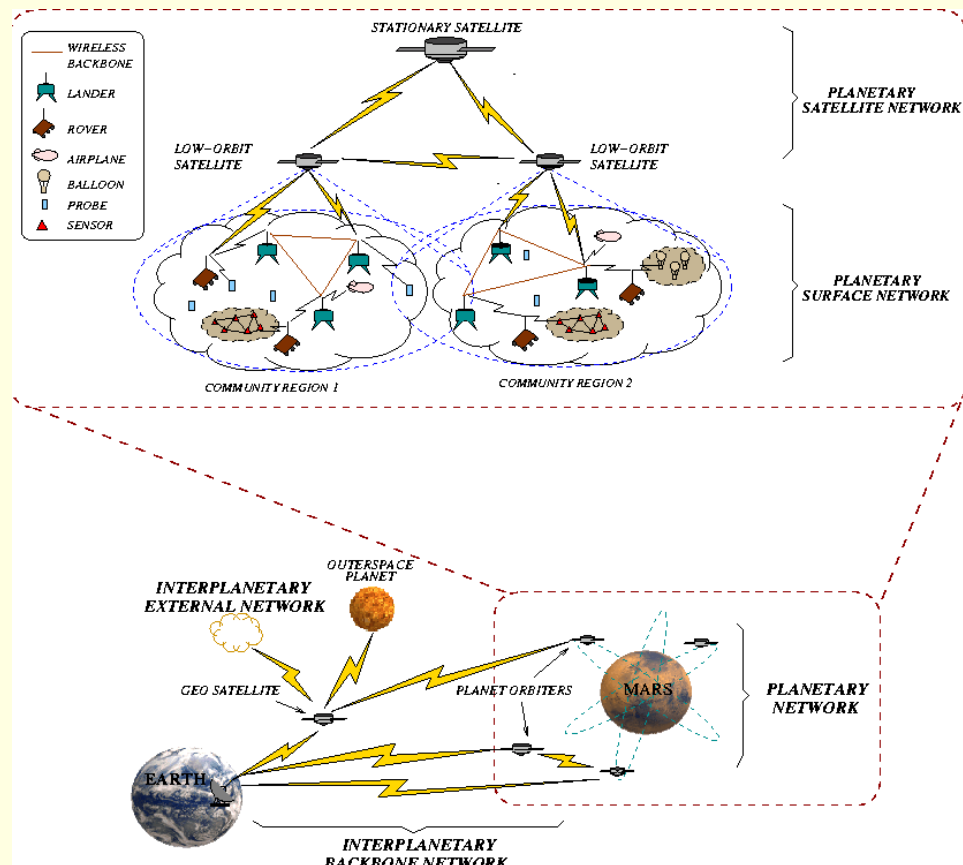 STATIONARY SATELLITE
WIRELESS
BACKBONE
LANDER
ROVER
AIRPLANE
BALLOON
PROBE
SENSOR
LOW-ORBIT
SATELLITE
LOW-ORBIT
SATELLITE
PLANETARY
SATELLITE NETWORK
PLANETARY
SURFACE NETWORK
COMMUNITY REGION 1
COMMUNITY REGION 2
OUTERSPACE
PLANET
INTERPLANETARY
EXTERNAL NETWORK
GEO SATELLITE
PLANET ORBITERS
MARS
PLANETARY
NETWORK
EARTH
INTERPLANETARY
BACKBONE NETWORK